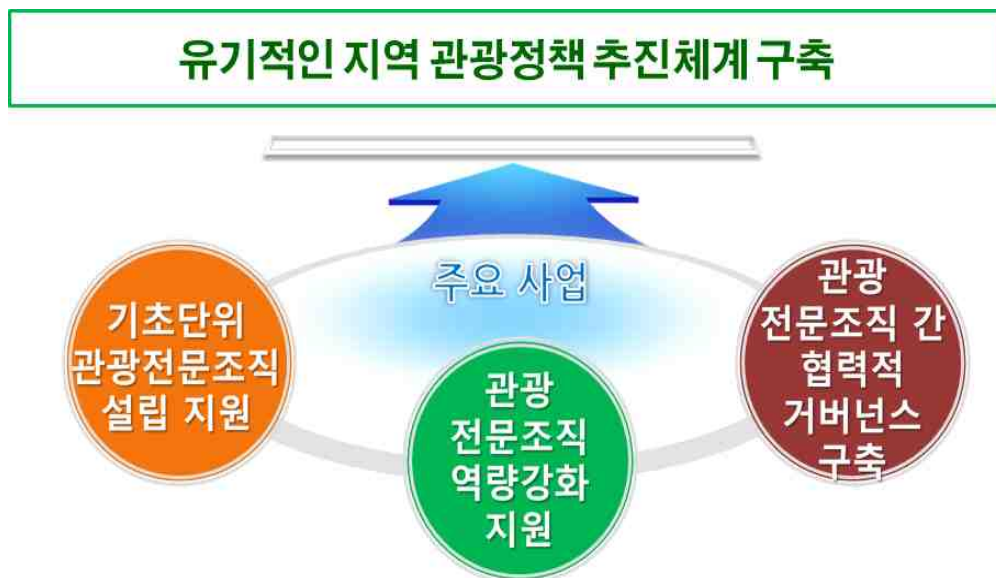 유기적인 지역 관광정책 추진체계 구축
주요 사업
기초단위
관광전문조직
설립 지원
관광
전문조직
역량강화
지원
관광
전문조직 간
협력적
거버넌스
구축